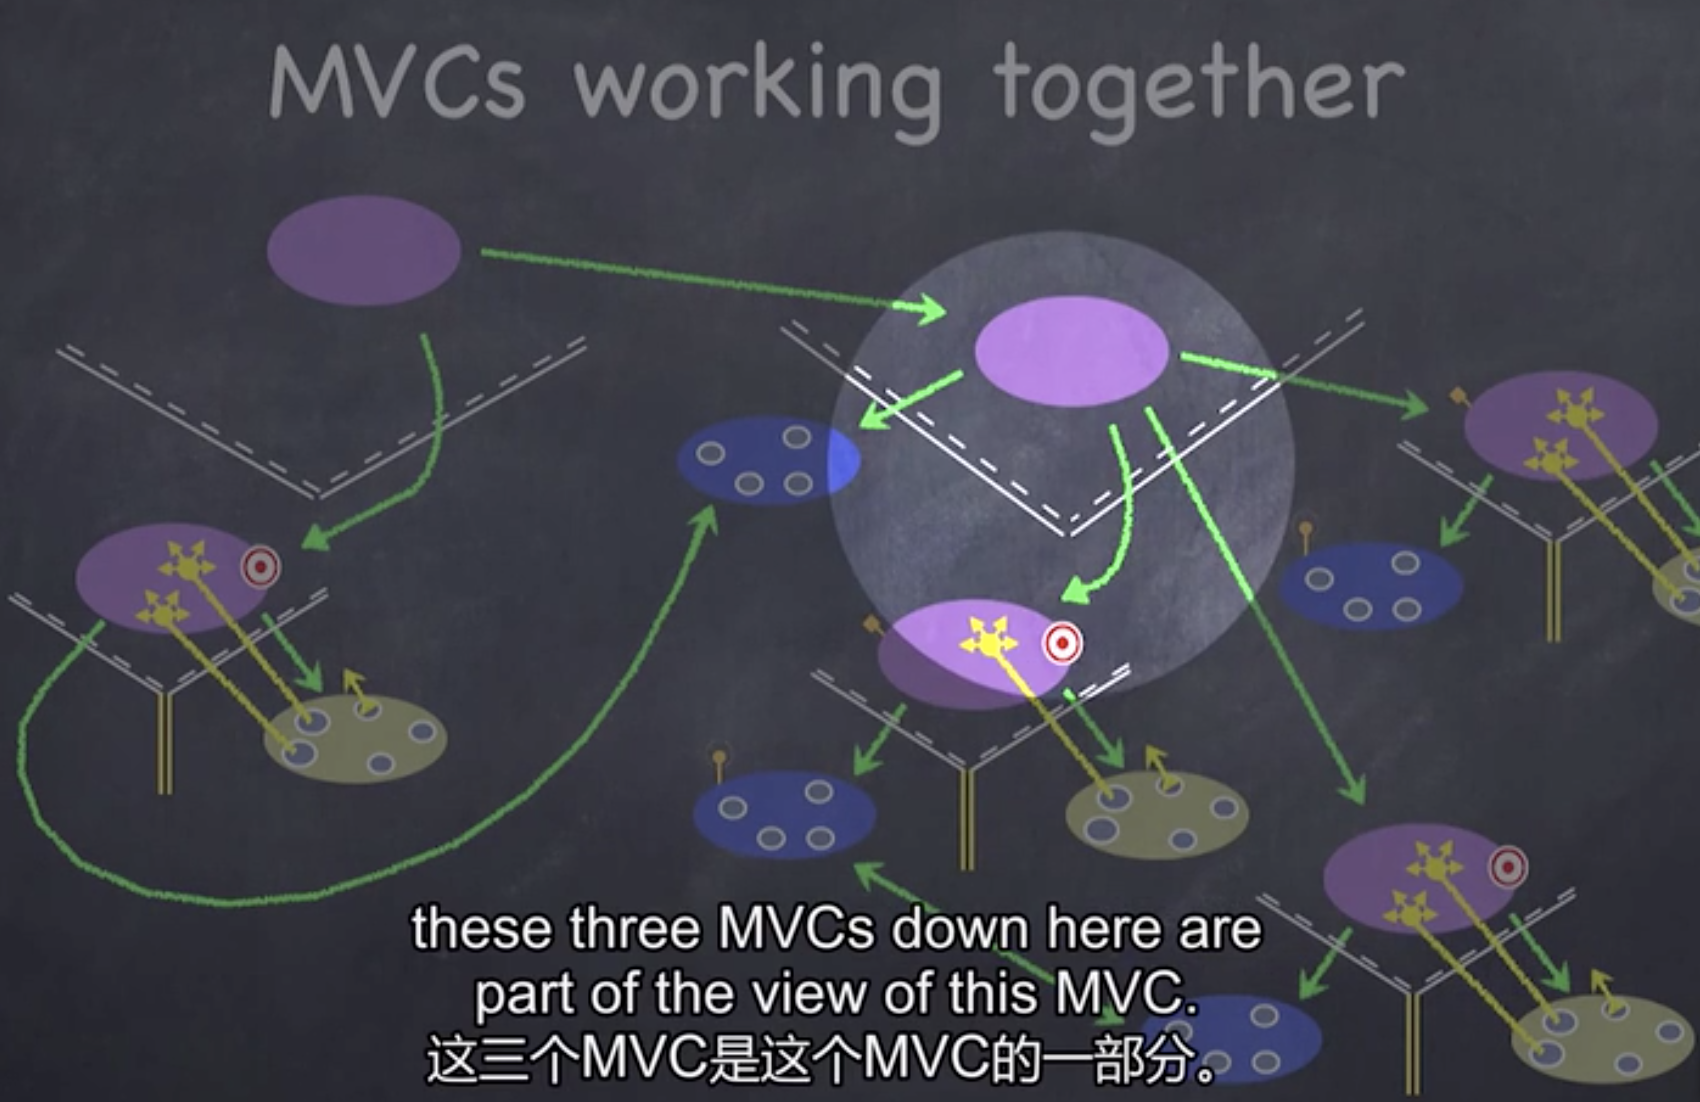 MVCs working together
these three MVCs down here are
part of the view of this MVC.
这三个MVC是这个MVC的一部分。